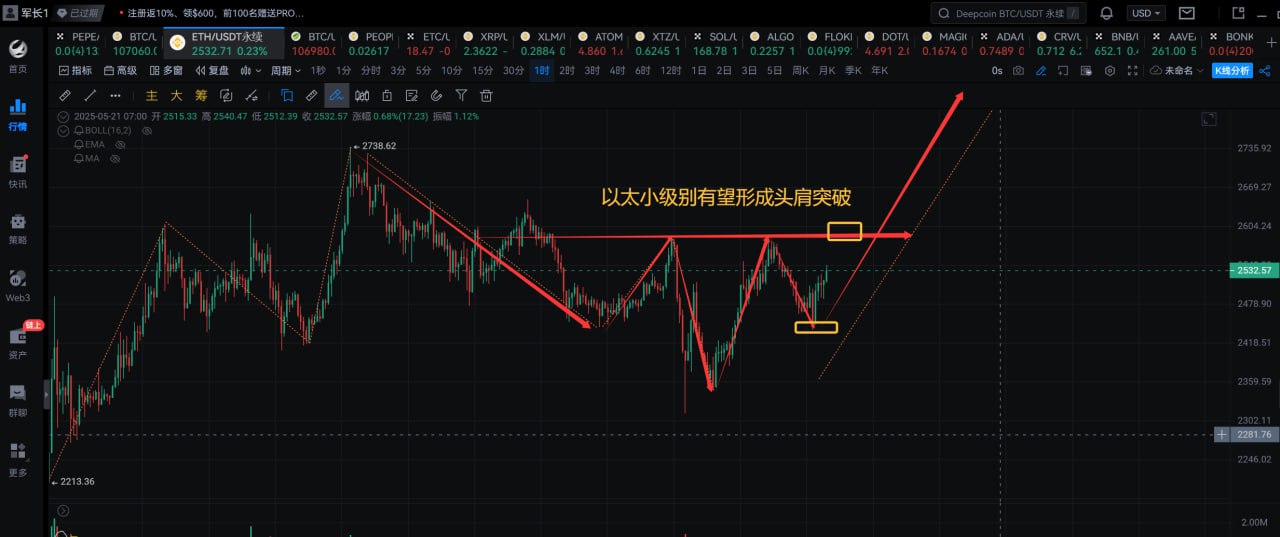 军长1 已过期 注册返10%、领$600，前100名赠送PRO… Deepcoin BTC/USDT 永续 / USD
PEPE/ BTC/U ETH/USDT永续 BTC/U PEOPI ETC/U XRP/U XLM/U ATOM XTZ/U SOL/U ALGO FLOKI DOT/U MAGIC ADA/U CRV/U BNB/U AAVE/ BONK
0.0(4)13 107060.0 2532.71 0.23% 106980.0 0.02617 18.47 -0 2.3622 - 0.2884 0 4.860 1. 0.6245 1 168.78 1 0.2257 1 0.0(4)99 4.691 2. 0.1674 0 0.7489 0 0.712 6. 652.1 0. 261.00 5 0.0(4)20
首页
指标 高级 多窗 复盘 周期 1秒 1分 分时 3分 5分 10分 15分 30分 1时 2时 3时 4时 6时 12时 1日 2日 3日 5日 周K 月K 季K 年K 0s 未命名 K线分析
主 大 筹
行情
2025-05-21 07:00 开 2515.33 高 2540.47 低 2512.39 收 2532.57 涨幅 0.68%(17.23) 振幅 1.12%
BOLL(16,2)
EMA
MA
2738.62
2735.92
快讯
2669.27
以太小级别有望形成头肩突破
2604.24
策略
2532.57
Web3
2478.90
链上
2418.51
资产
2359.59
群聊
2302.11
2281.76
2246.02
更多
2213.36
2.00M